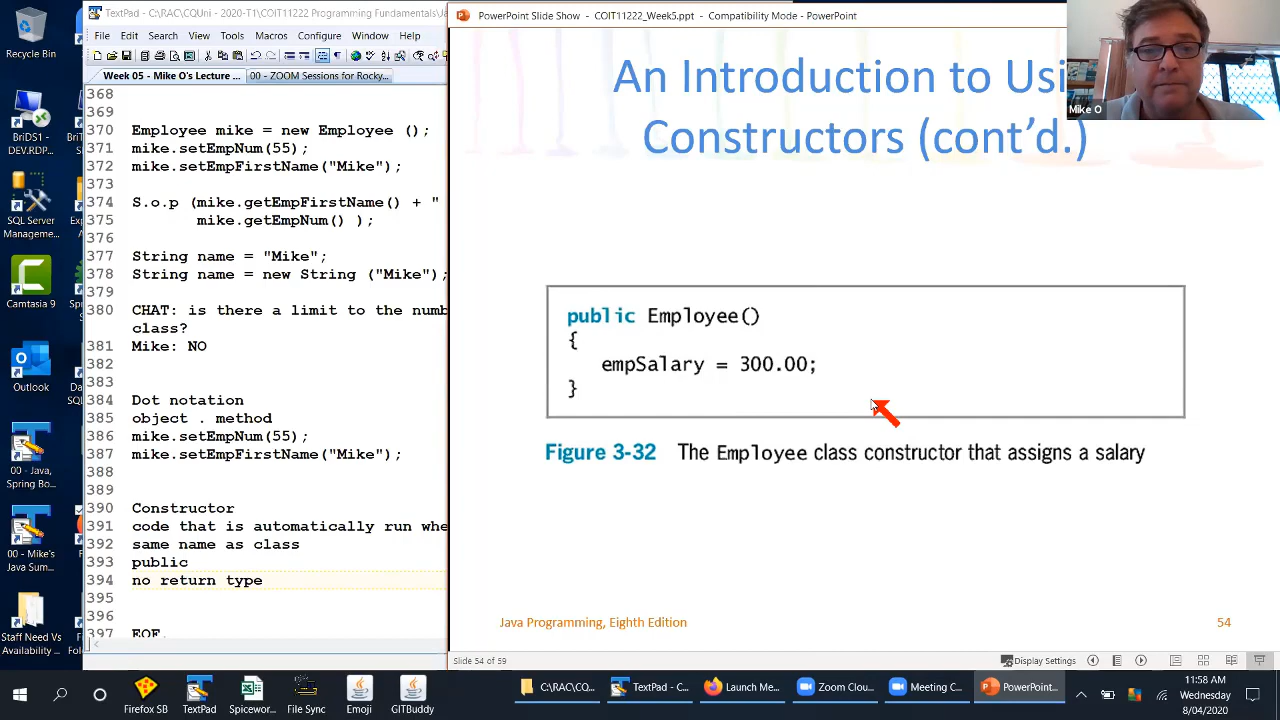 Recycle Bin
BriDS1 -
DEV.RDP...
BriT
SQL Server
Manageme...
Camtasia 9
Outlook
00 - Java,
Spring Bo...
00 - Mike's
Java Sum...
Staff Need Vs
Availability ...
TextPad - C:\RAC\CQUni - 2020-T1\COIT11222 Programming Fundamentals\Ja
File Edit Search View Tools Macros Configure Window Help
Week 05 - Mike O's Lecture ...
00 - ZOOM Sessions for Roc...
368
369
370 Employee mike = new Employee ();
371 mike.setEmpNum(55);
372 mike.setEmpFirstName("Mike");
373
374 S.o.p (mike.getEmpFirstName() + "
375 mike.getEmpNum() );
376
377 String name = "Mike";
378 String name = new String ("Mike");
379
380 CHAT: is there a limit to the numb
class?
381 Mike: NO
382
383
384 Dot notation
385 object . method
386 mike.setEmpNum(55);
387 mike.setEmpFirstName("Mike");
388
389
390 Constructor
391 code that is automatically run whe
392 same name as class
393 public
394 no return type
395
396
397 EOF.
PowerPoint Slide Show - COIT11222_Week5.ppt - Compatibility Mode - PowerPoint
An Introduction to Usi
Constructors (cont’d.)
Mike O
public Employee()
{
empSalary = 300.00;
}
Figure 3-32 The Employee class constructor that assigns a salary
Java Programming, Eighth Edition
54
Slide 54 of 59
Display Settings
Firefox SB
TextPad
Spicewor...
File Sync
Emoji
GITBuddy
C:\RAC\CQ...
TextPad - C...
Launch Me...
Zoom Clou...
Meeting C...
PowerPoint...
11:58 AM
Wednesday
8/04/2020